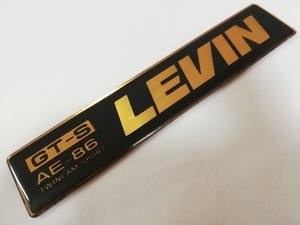 GT-S
AE-86
TWINCAM SPORT
LEVIN